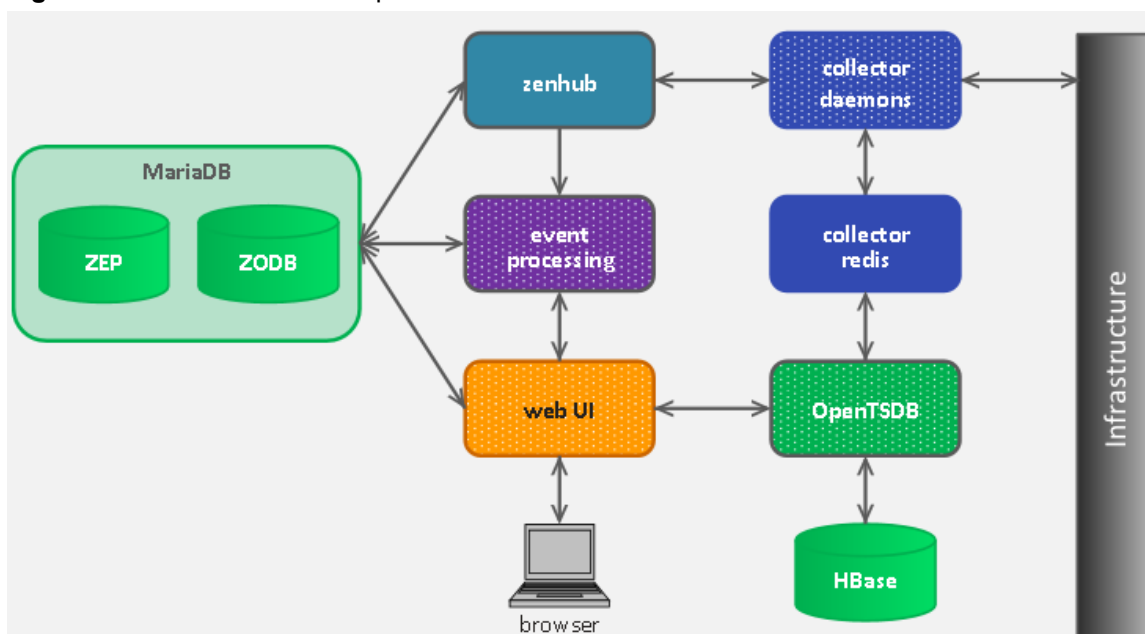 MariaDB
ZEP
ZODB
zenhub
collector
daemons
event
processing
collector
redis
web UI
OpenTSDB
HBase
browser
Infrastructure